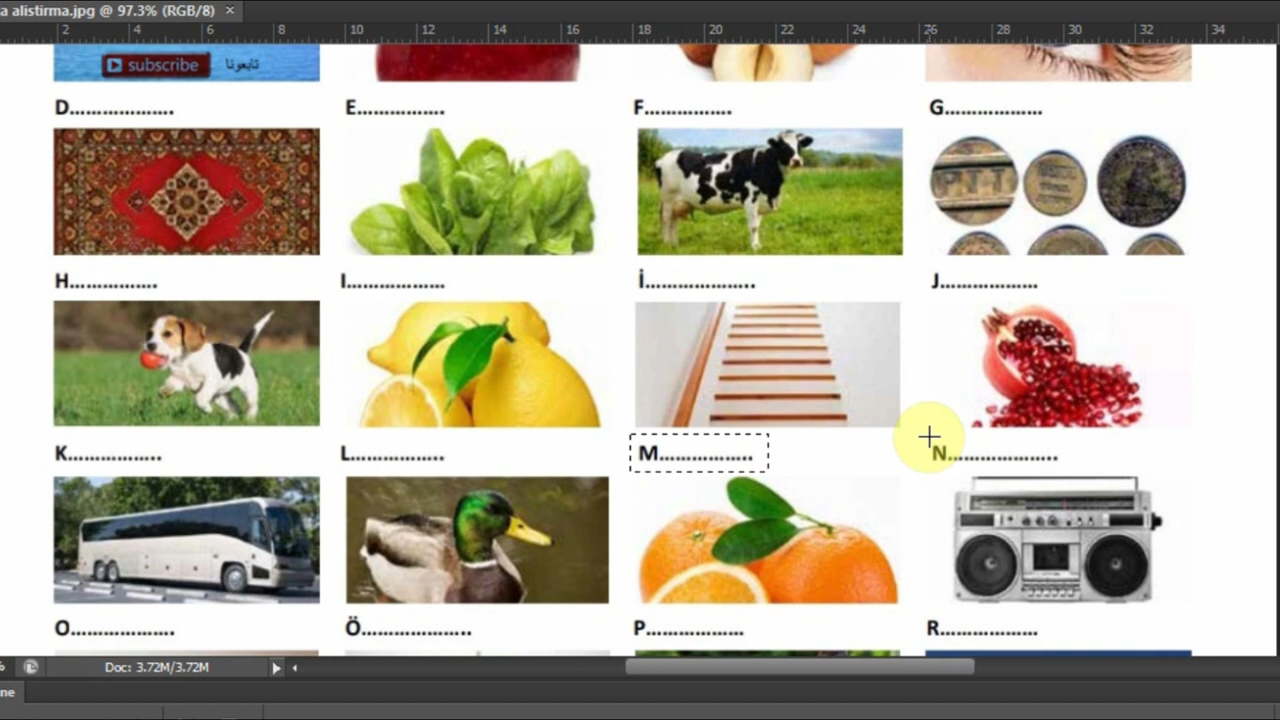 a alistirma.jpg @ 97.3% (RGB/8) ×
2 4 6 8 10 12 14 16 18 20 22 24 26 28 30 32 34
subscribe تابعونا
D................. E................ F................ G..................
PTT
H............... I................ İ.................. J.................
K................ L................ M................ N..................
O................. Ö.................. P.................. R..................
% Doc: 3.72M/3.72M
ne